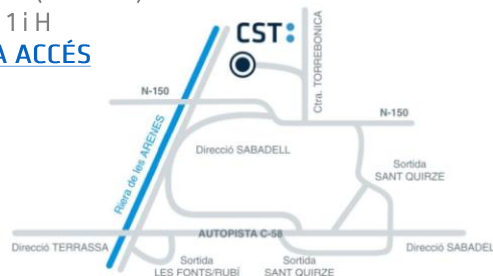 1 i H
A ACCÉS
CST:
Ctra. TORREBONICA
N-150
N-150
Riera de les ARENES
Direcció SABADELL
Sortida
SANT QUIRZE
AUTOPISTA C-58
Direcció TERRASSA
Sortida
LES FONTS/RUBÍ
Sortida
SANT QUIRZE
Direcció SABADEL